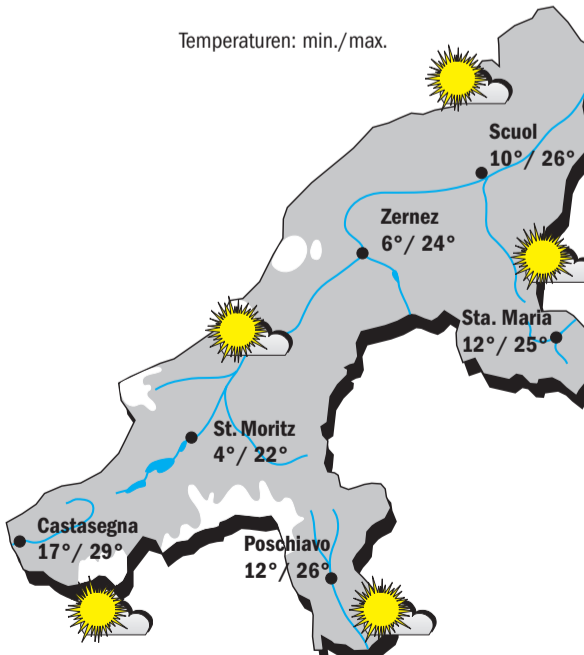 Temperaturen: min./max.
Scuol
10°/ 26°
Zernez
6°/ 24°
Sta. Maria
12°/ 25°
St. Moritz
4°/ 22°
Castasegna
17°/ 29°
Poschiavo
12°/ 26°